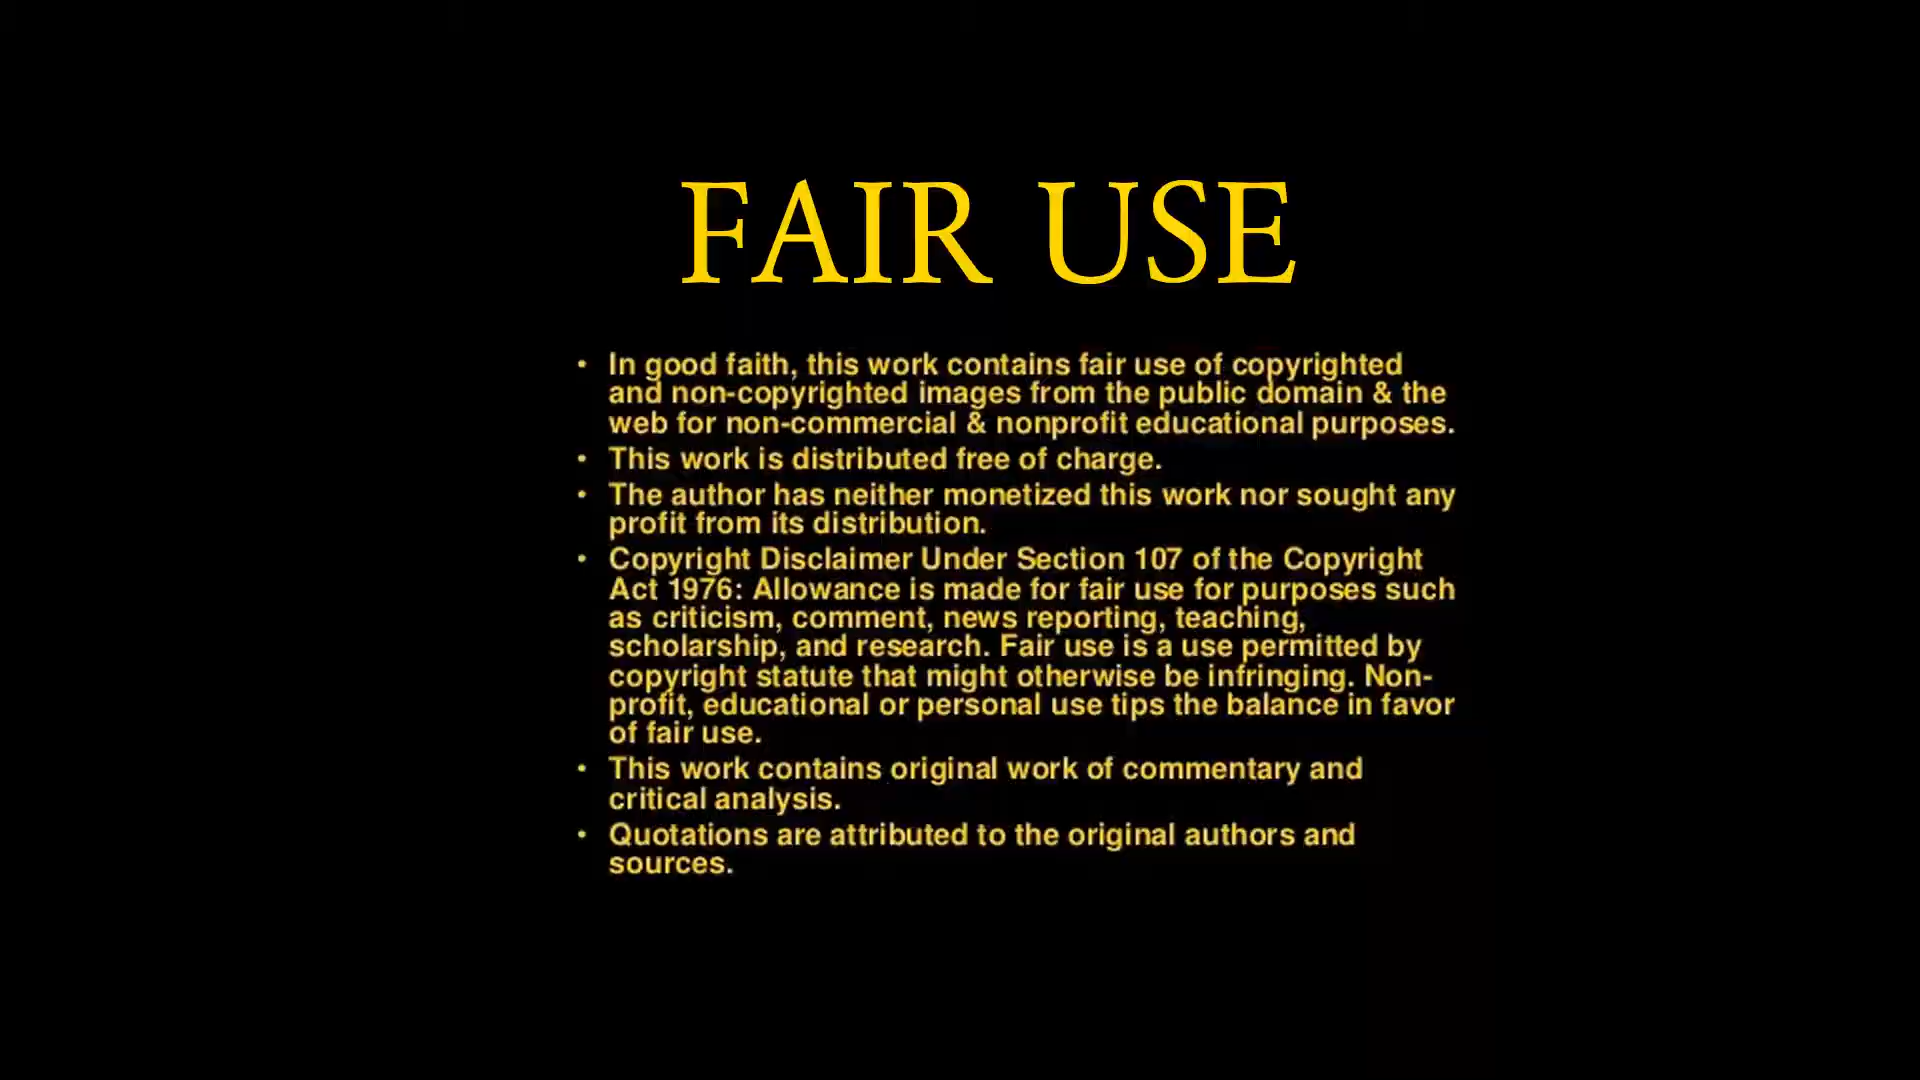 FAIR USE
• In good faith, this work contains fair use of copyrighted
and non-copyrighted images from the public domain & the
web for non-commercial & nonprofit educational purposes.
• This work is distributed free of charge.
• The author has neither monetized this work nor sought any
profit from its distribution.
• Copyright Disclaimer Under Section 107 of the Copyright
Act 1976: Allowance is made for fair use for purposes such
as criticism, comment, news reporting, teaching,
scholarship, and research. Fair use is a use permitted by
copyright statute that might otherwise be infringing. Non-
profit, educational or personal use tips the balance in favor
of fair use.
• This work contains original work of commentary and
critical analysis.
• Quotations are attributed to the original authors and
sources.